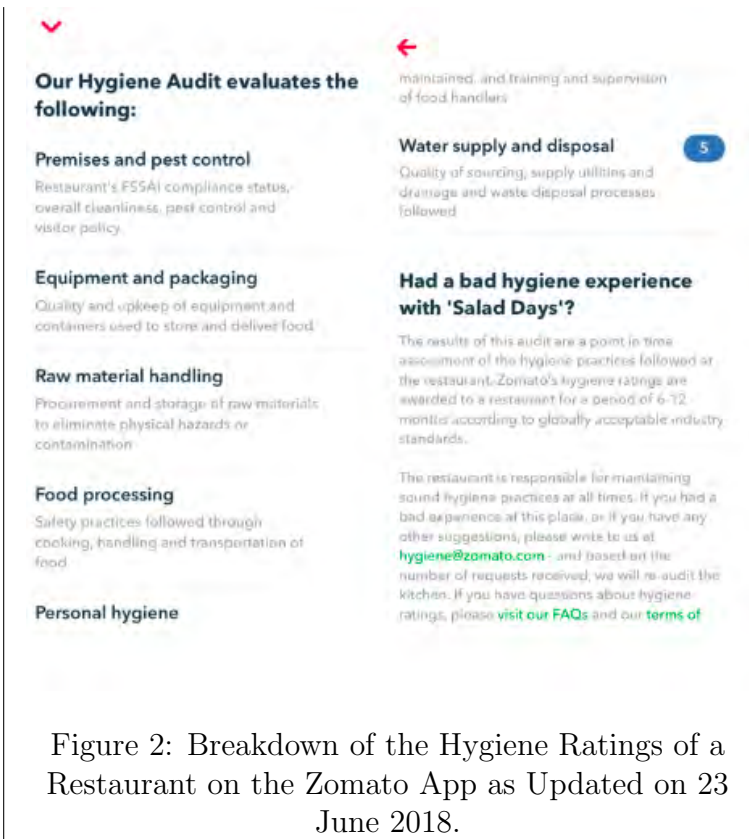 Our Hygiene Audit evaluates the
following:
Premises and pest control
Restaurant's FSSAI compliance status,
overall cleanliness, pest control and
visitor policy
Equipment and packaging
Quality and upkeep of equipment and
containers used to store and deliver food
Raw material handling
Procurement and storage of raw materials
to eliminate physical hazards or
contamination
Food processing
Safety practices followed through
cooking, handling and transportation of
food
Personal hygiene
maintained, and training and supervision
of food handlers
Water supply and disposal
5
Quality of sourcing, supply utilities and
drainage and waste disposal processes
followed
Had a bad hygiene experience
with 'Salad Days'?
The results of this audit are a point in time
assessment of the hygiene practices followed at
the restaurant. Zomato's hygiene ratings are
awarded to a restaurant for a period of 6-12
months according to globally acceptable industry
standards.
The restaurant is responsible for maintaining
sound hygiene practices at all times. If you had a
bad experience at this place, or if you have any
other suggestions, please write to us at
hygiene@zomato.com - and based on the
number of requests received, we will re-audit the
kitchen. If you have questions about hygiene
ratings, please visit our FAQs and our terms of
Figure 2: Breakdown of the Hygiene Ratings of a
Restaurant on the Zomato App as Updated on 23
June 2018.